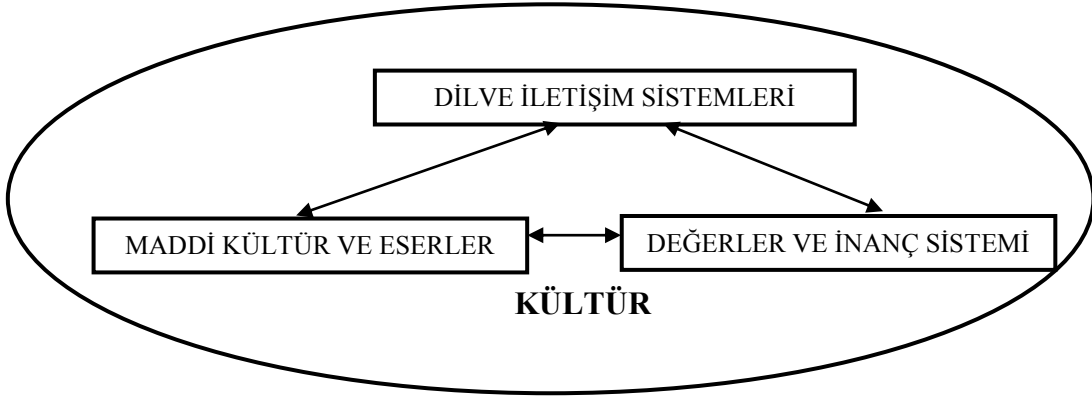 DİLVE İLETİŞİM SİSTEMLERİ
MADDİ KÜLTÜR VE ESERLER
DEĞERLER VE İNANÇ SİSTEMİ
KÜLTÜR